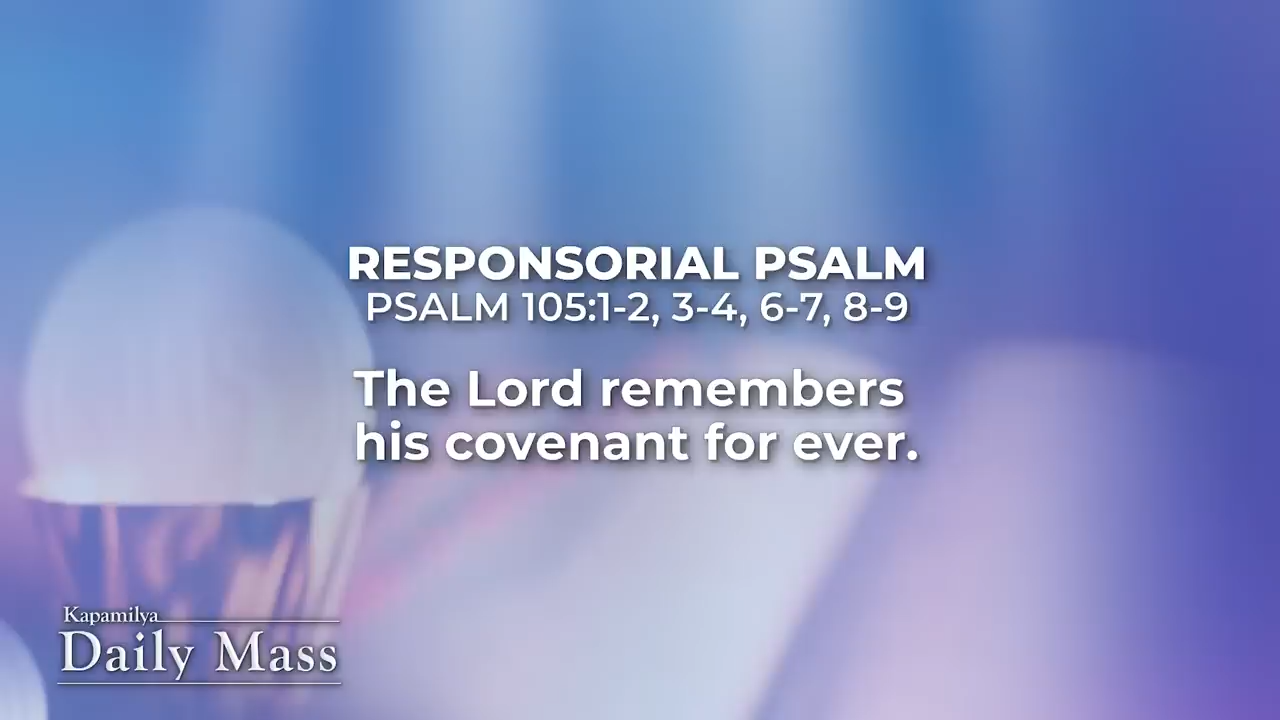 RESPONSORIAL PSALM
PSALM 105:1-2, 3-4, 6-7, 8-9
The Lord remembers
his covenant for ever.
Kapamilya
Daily Mass